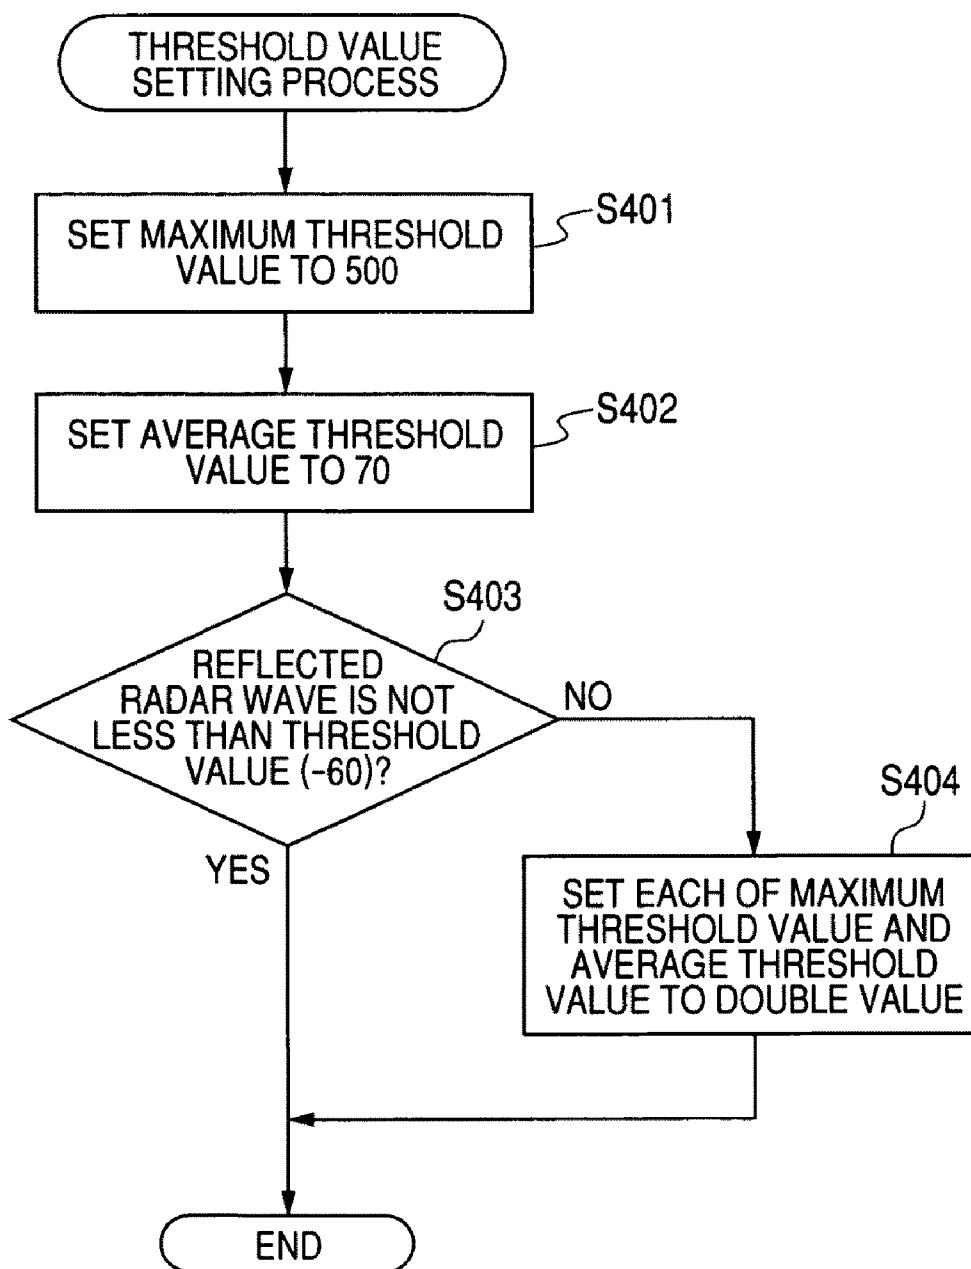 THRESHOLD VALUE
SETTING PROCESS
S401
SET MAXIMUM THRESHOLD
VALUE TO 500
S402
SET AVERAGE THRESHOLD
VALUE TO 70
S403
REFLECTED
RADAR WAVE IS NOT
LESS THAN THRESHOLD
VALUE (-60)?
NO
YES
S404
SET EACH OF MAXIMUM
THRESHOLD VALUE AND
AVERAGE THRESHOLD
VALUE TO DOUBLE VALUE
END